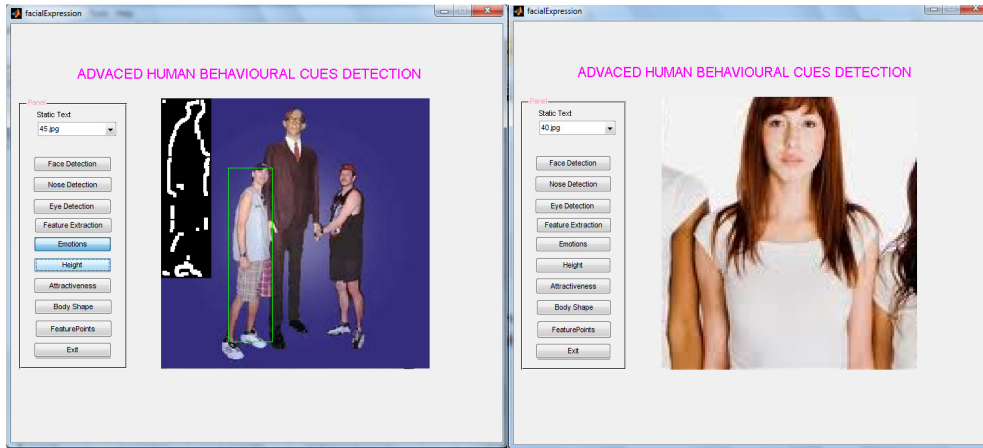 facialExpression
ADVACED HUMAN BEHAVIOURAL CUES DETECTION
Panel
Static Text
45.jpg
Face Detection
Nose Detection
Eye Detection
Feature Extraction
Emotions
Height
Attractiveness
Body Shape
FeaturePoints
Exit
facialExpression
ADVACED HUMAN BEHAVIOURAL CUES DETECTION
Panel
Static Text
40.jpg
Face Detection
Nose Detection
Eye Detection
Feature Extraction
Emotions
Height
Attractiveness
Body Shape
FeaturePoints
Exit